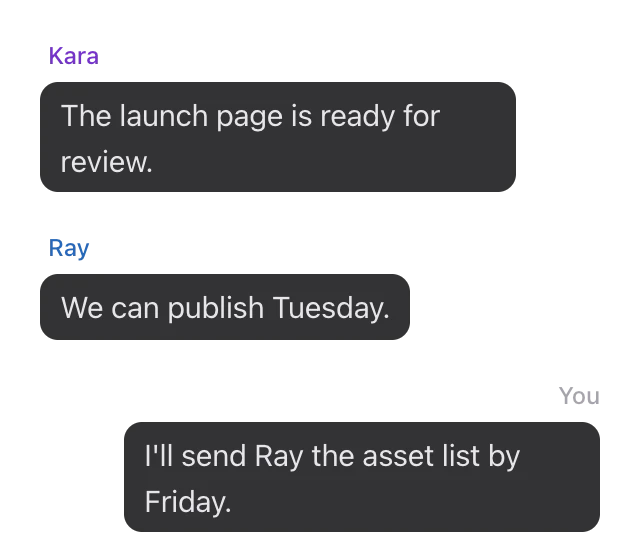 Kara
The launch page is ready for
review.
Ray
We can publish Tuesday.
You
I'll send Ray the asset list by
Friday.